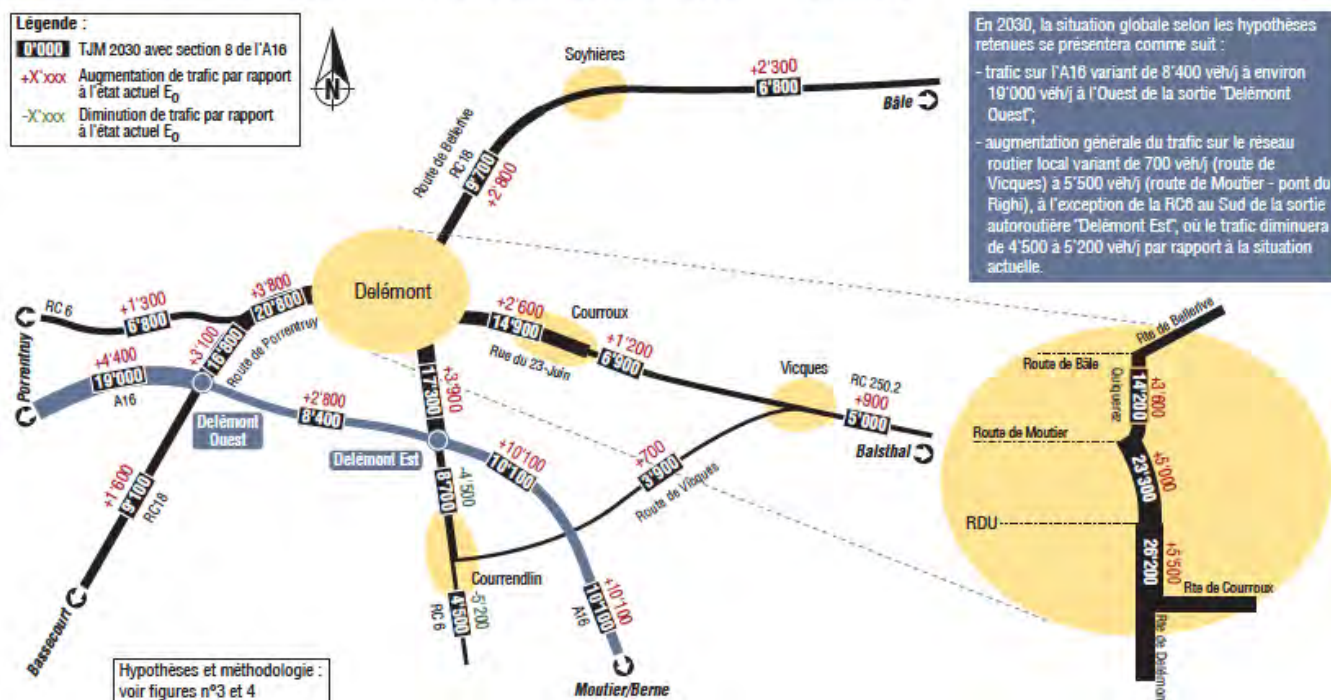 Légende :
0'000 TJM 2030 avec section 8 de l'A16
+X'xxx Augmentation de trafic par rapport
à l'état actuel E0
-X'xxx Diminution de trafic par rapport
à l'état actuel E0
N
En 2030, la situation globale selon les hypothèses
retenues se présentera comme suit :
- trafic sur l'A16 variant de 8'400 véh/j à environ
19'000 véh/j à l'Ouest de la sortie "Delémont
Ouest";
- augmentation générale du trafic sur le réseau
routier local variant de 700 véh/j (route de
Vicques) à 5'500 véh/j (route de Moutier - pont du
Righi), à l'exception de la RC6 au Sud de la sortie
autoroutière "Delémont Est", où le trafic diminuera
de 4'500 à 5'200 véh/j par rapport à la situation
actuelle.
Soyhières
+2'300
6'800
Bâle
Route de Bellerive
RC 18
9'700
+2'800
Delémont
RC 6
+1'300
6'800
+3'800
20'800
Porrentruy
+4'400
19'000
A16
+3'100
16'800
Route de Porrentruy
Delémont
Ouest
+2'800
8'400
Delémont Est
+1'600
9'100
RC18
Bassecourt
+2'600
14'900
Rue du 23-Juin
Courroux
+1'200
6'900
Vicques
RC 250.2
+900
5'000
Balsthal
+3'900
17'300
+10'100
10'100
-4'500
8'700
+700
3'900
Route de Vicques
Courrendlin
-5'200
4'500
RC 6
+10'100
10'100
A16
Moutier/Berne
Rte de Bellerive
Route de Bâle
Quiquerez
+3'600
14'200
Route de Moutier
+5'000
23'900
RDU
+5'500
26'200
Rte de Courroux
Rte de Delémont
Hypothèses et méthodologie :
voir figures nº3 et 4